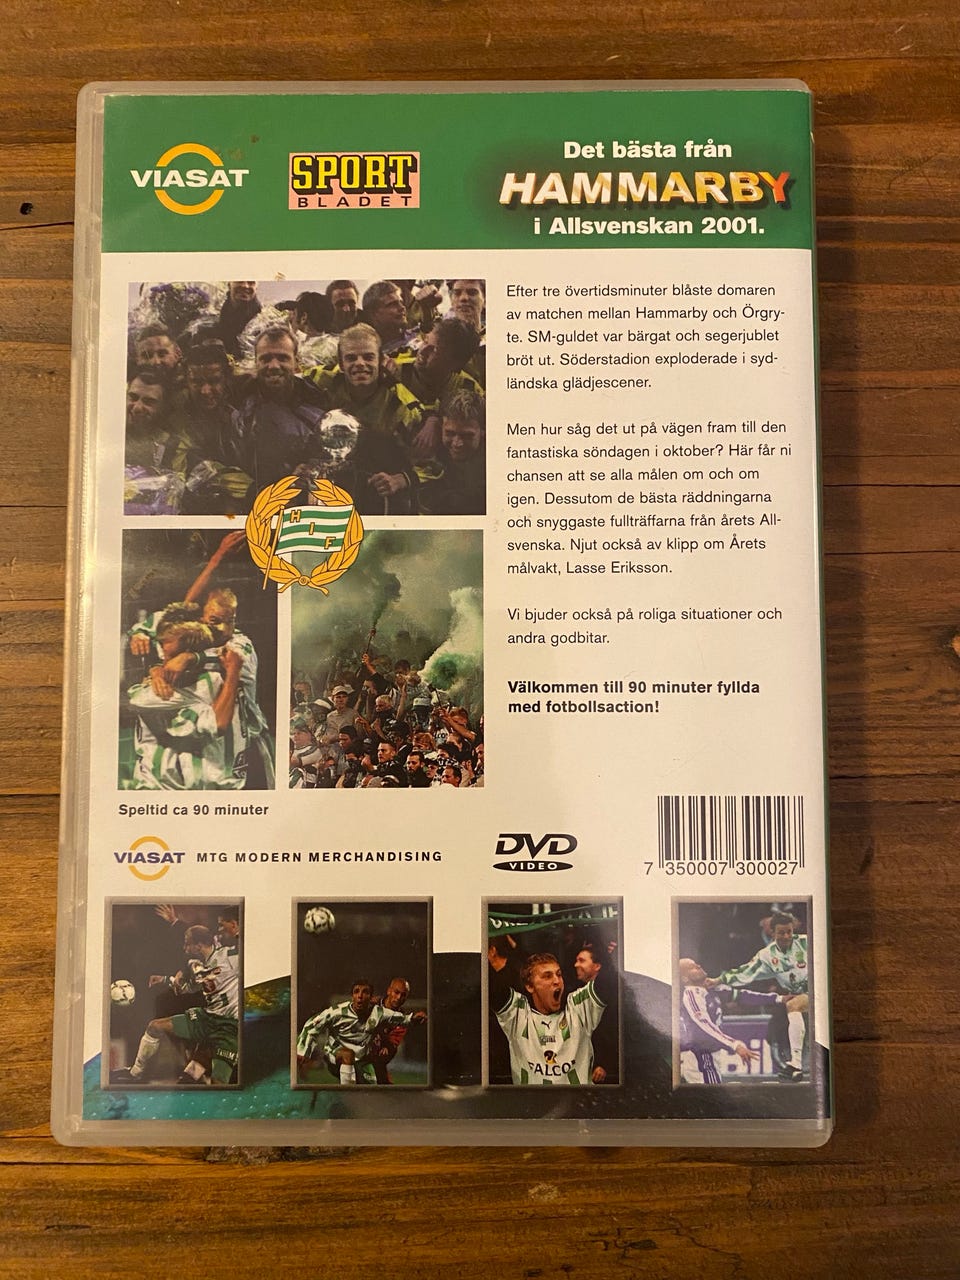 VIASAT
SPORT
BLADET
Det bästa från
HAMMARBY
i Allsvenskan 2001.
Efter tre övertidsminuter blåste domaren
av matchen mellan Hammarby och Örgry-
te. SM-guldet var bärgat och segerjublet
bröt ut. Söderstadion exploderade i syd-
ländska glädjescener.
Men hur såg det ut på vägen fram till den
fantastiska söndagen i oktober? Här får ni
chansen att se alla målen om och om
igen. Dessutom de bästa räddningarna
och snyggaste fullträffarna från årets All-
svenska. Njut också av klipp om Årets
målvakt, Lasse Eriksson.
Vi bjuder också på roliga situationer och
andra godbitar.
Välkommen till 90 minuter fyllda
med fotbollsaction!
HIF
Speltid ca 90 minuter
VIASAT MTG MODERN MERCHANDISING
DVD
VIDEO
7 350007 300027
FALCON